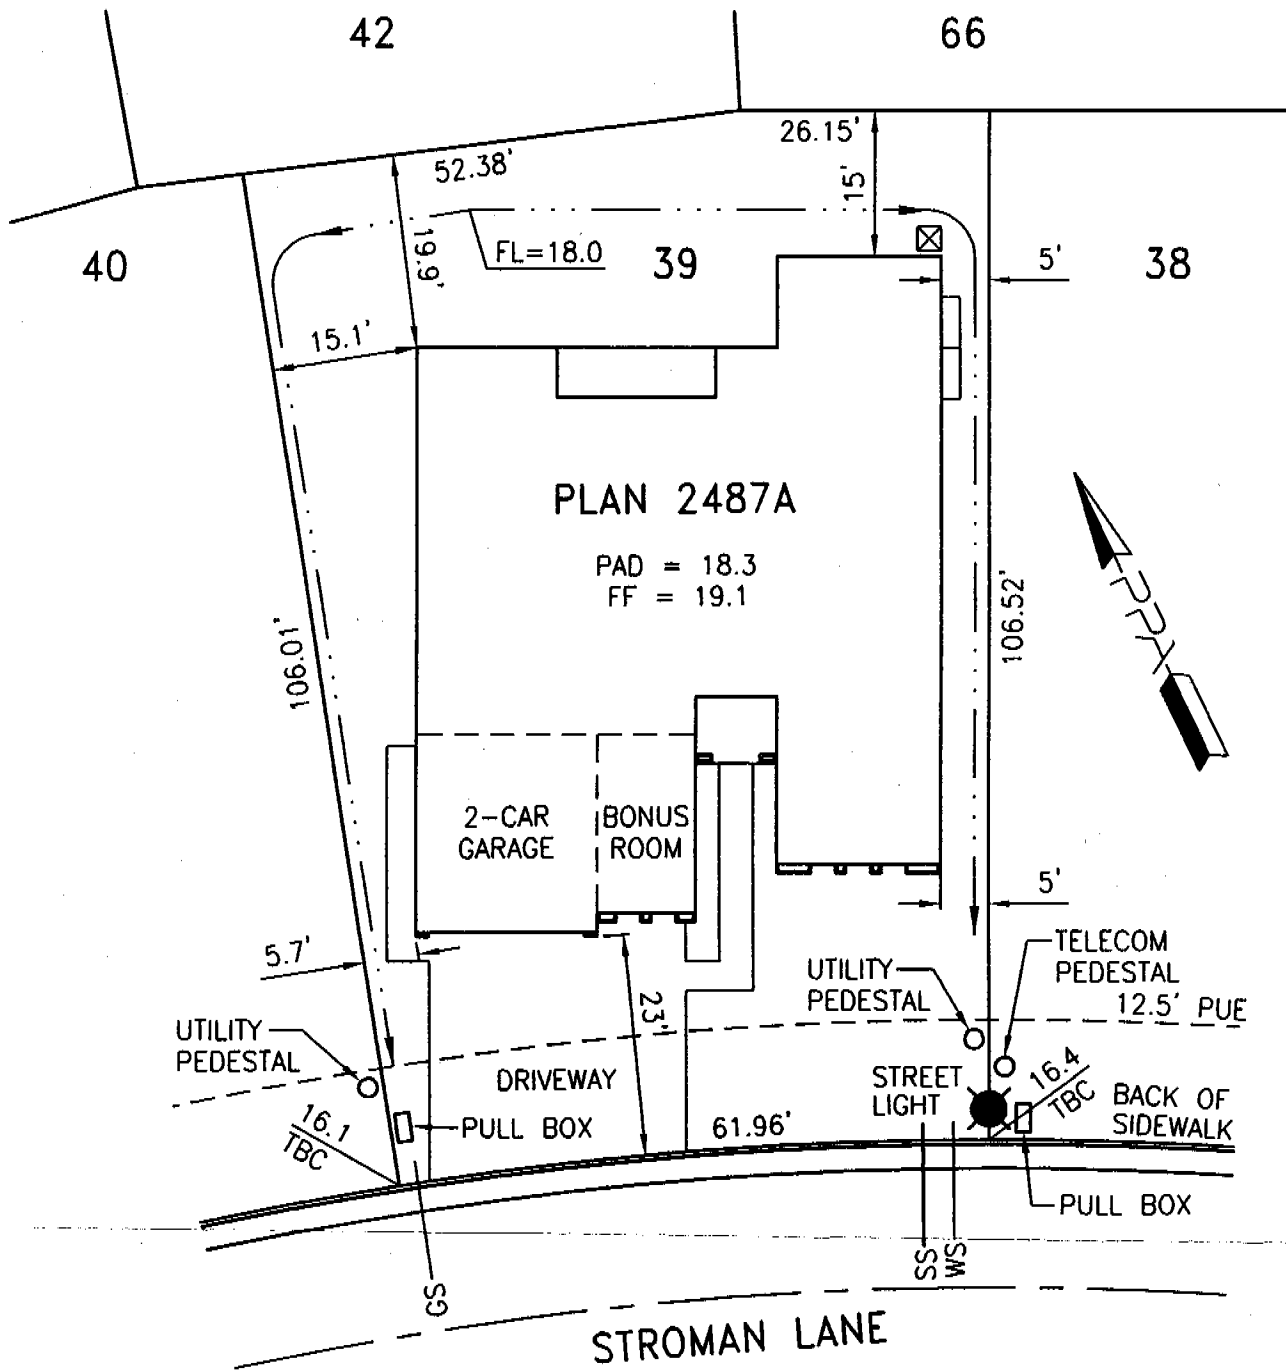 42
66
26.15'
52.38'
15'
19.9'
FL=18.0
40
39
5'
38
15.1'
PLAN 2487A
PAD = 18.3
FF = 19.1
106.01'
106.52'
2-CAR
GARAGE
BONUS
ROOM
5'
5.7'
23'
UTILITY
PEDESTAL
TELECOM
PEDESTAL
12.5' PUE
UTILITY
PEDESTAL
DRIVEWAY
STREET
LIGHT
16.4
TBC
BACK OF
SIDEWALK
16.1
TBC
PULL BOX
61.96'
PULL BOX
GS
SS
WS
STROMAN LANE